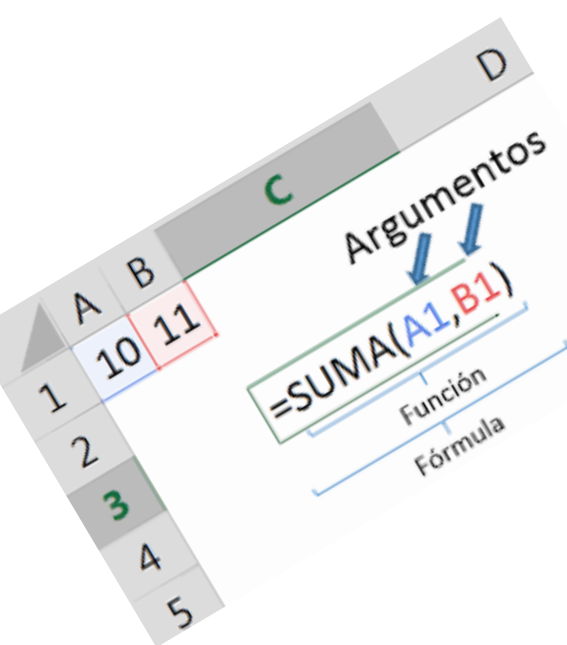 A B C D
Argumentos
1 10 11
=SUMA(A1,B1)
2
Función
3
Fórmula
4
5